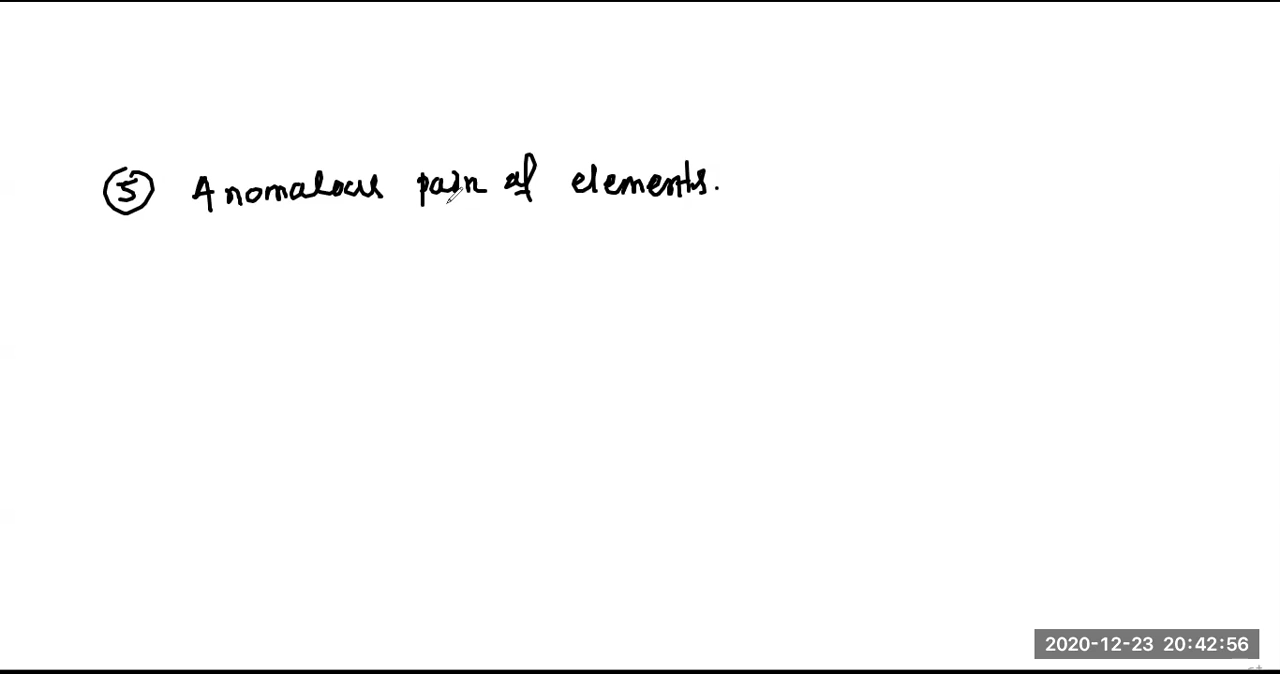 ⑤ Anomalous pair of elements.
2020-12-23 20:42:56